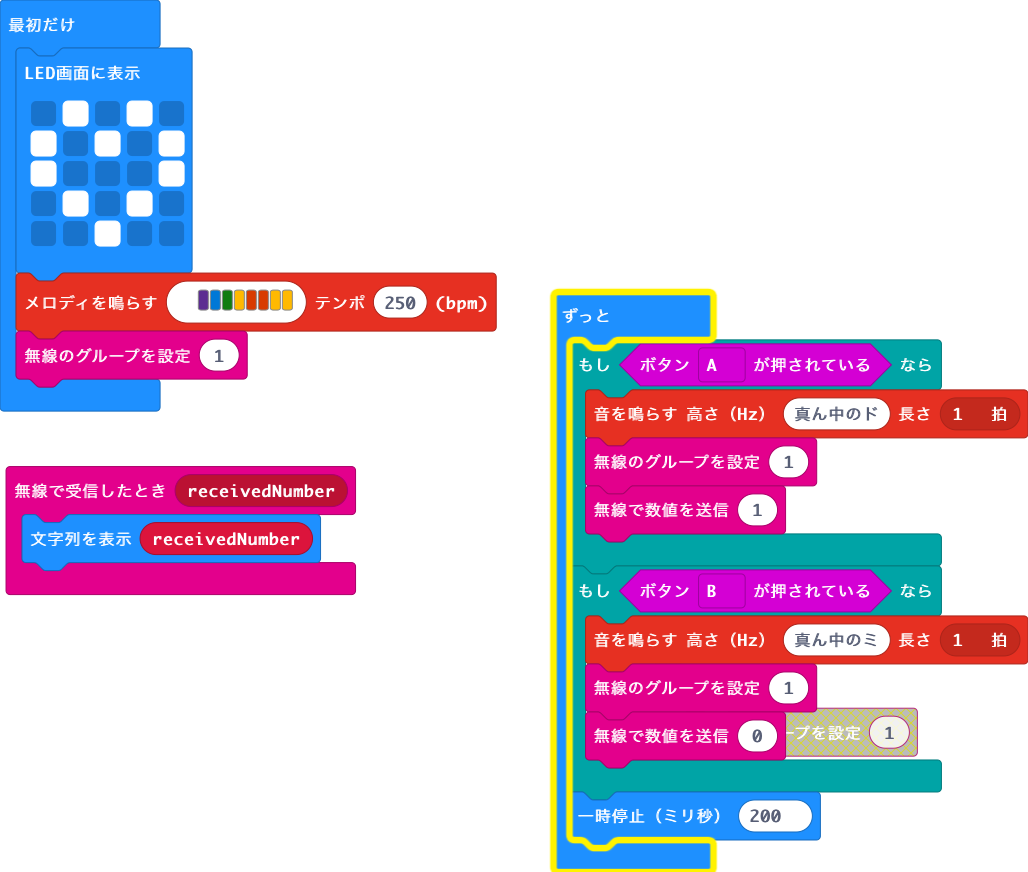 最初だけ
LED画面に表示
メロディを鳴らす テンポ 250 (bpm)
無線のグループを設定 1
無線で受信したとき receivedNumber
文字列を表示 receivedNumber
ずっと
もし ボタン A が押されている なら
音を鳴らす 高さ（Hz） 真ん中のド 長さ 1 拍
無線のグループを設定 1
無線で数値を送信 1
もし ボタン B が押されている なら
音を鳴らす 高さ（Hz） 真ん中のミ 長さ 1 拍
無線のグループを設定 1
無線で数値を送信 0
プを設定 1
一時停止（ミリ秒） 200